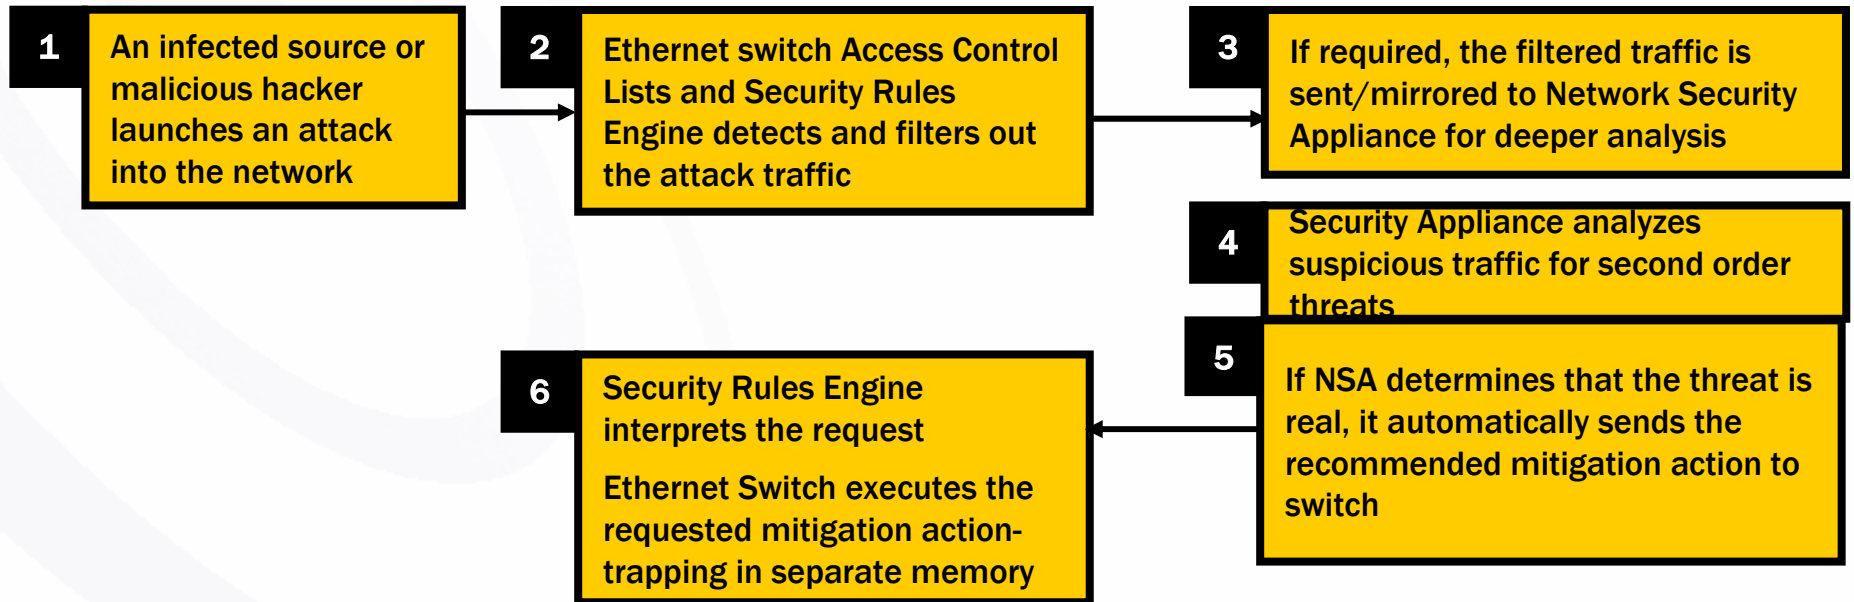 1
An infected source or
malicious hacker
launches an attack
into the network
2
Ethernet switch Access Control
Lists and Security Rules
Engine detects and filters out
the attack traffic
3
If required, the filtered traffic is
sent/mirrored to Network Security
Appliance for deeper analysis
4
Security Appliance analyzes
suspicious traffic for second order
threats
5
If NSA determines that the threat is
real, it automatically sends the
recommended mitigation action to
switch
6
Security Rules Engine
interprets the request
Ethernet Switch executes the
requested mitigation action-
trapping in separate memory